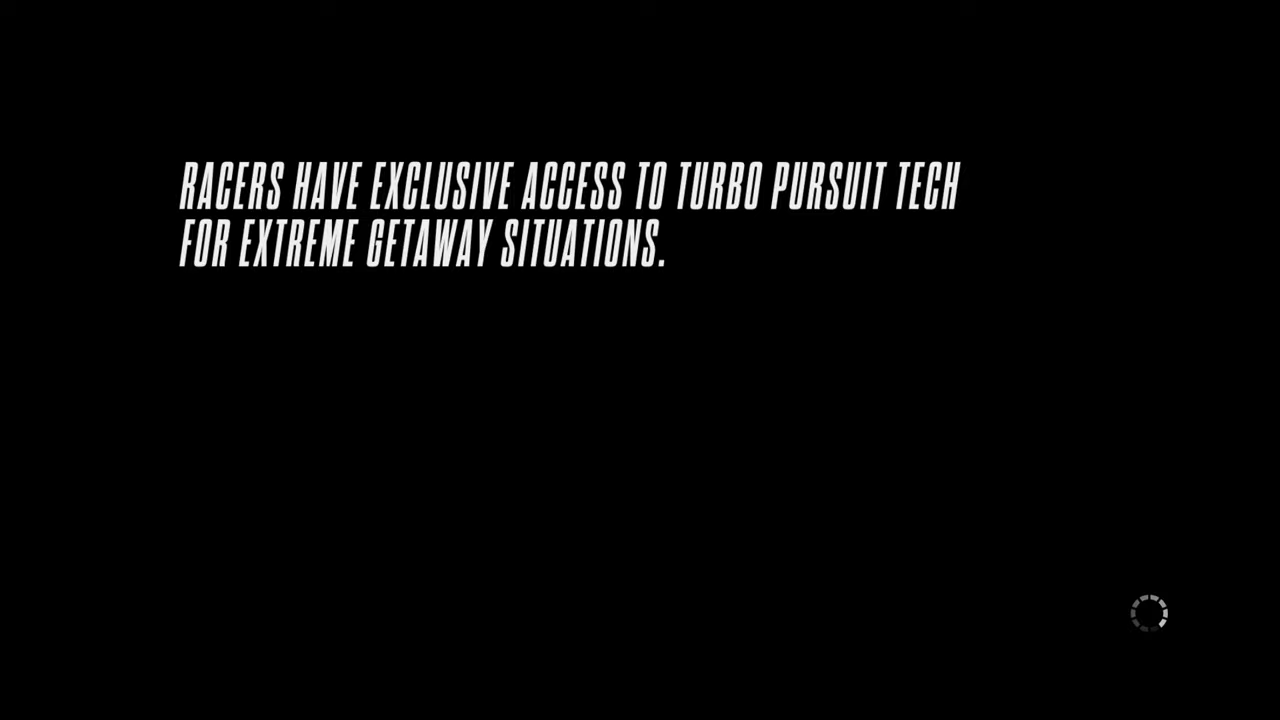 RACERS HAVE EXCLUSIVE ACCESS TO TURBO PURSUIT TECH
FOR EXTREME GETAWAY SITUATIONS.